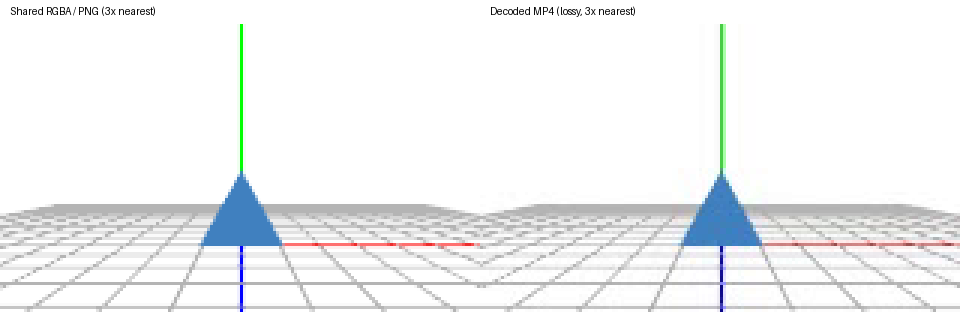 Shared RGBA / PNG (3x nearest)
Decoded MP4 (lossy, 3x nearest)